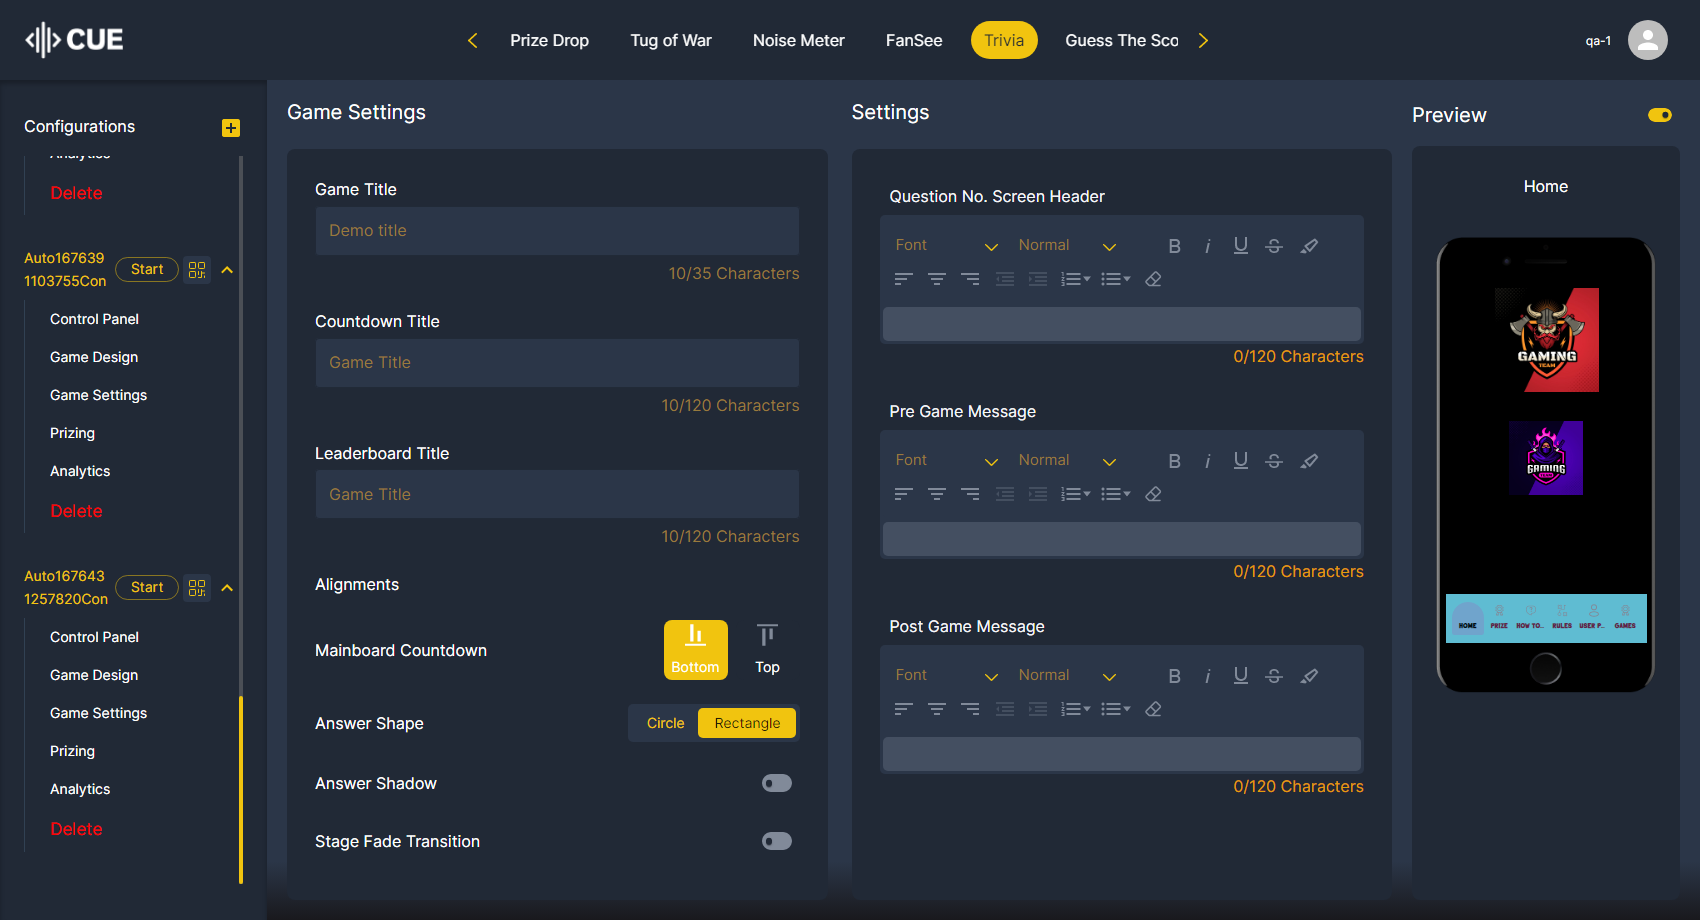 CUE
Prize Drop
Tug of War
Noise Meter
FanSee
Trivia
Guess The Sco
qa-1
Configurations
Analytics
Delete
Auto167639
1103755Con
Start
Control Panel
Game Design
Game Settings
Prizing
Analytics
Delete
Auto167643
1257820Con
Start
Control Panel
Game Design
Game Settings
Prizing
Analytics
Delete
Game Settings
Game Title
Demo title
10/35 Characters
Countdown Title
Game Title
10/120 Characters
Leaderboard Title
Game Title
10/120 Characters
Alignments
Mainboard Countdown
Bottom
Top
Answer Shape
Circle
Rectangle
Answer Shadow
Stage Fade Transition
Settings
Question No. Screen Header
Font
Normal
0/120 Characters
Pre Game Message
Font
Normal
0/120 Characters
Post Game Message
Font
Normal
0/120 Characters
Preview
Home
GAMING
TEAM
GAMING
HOME
PRIZE
HOW TO...
RULES
USER P...
GAMES